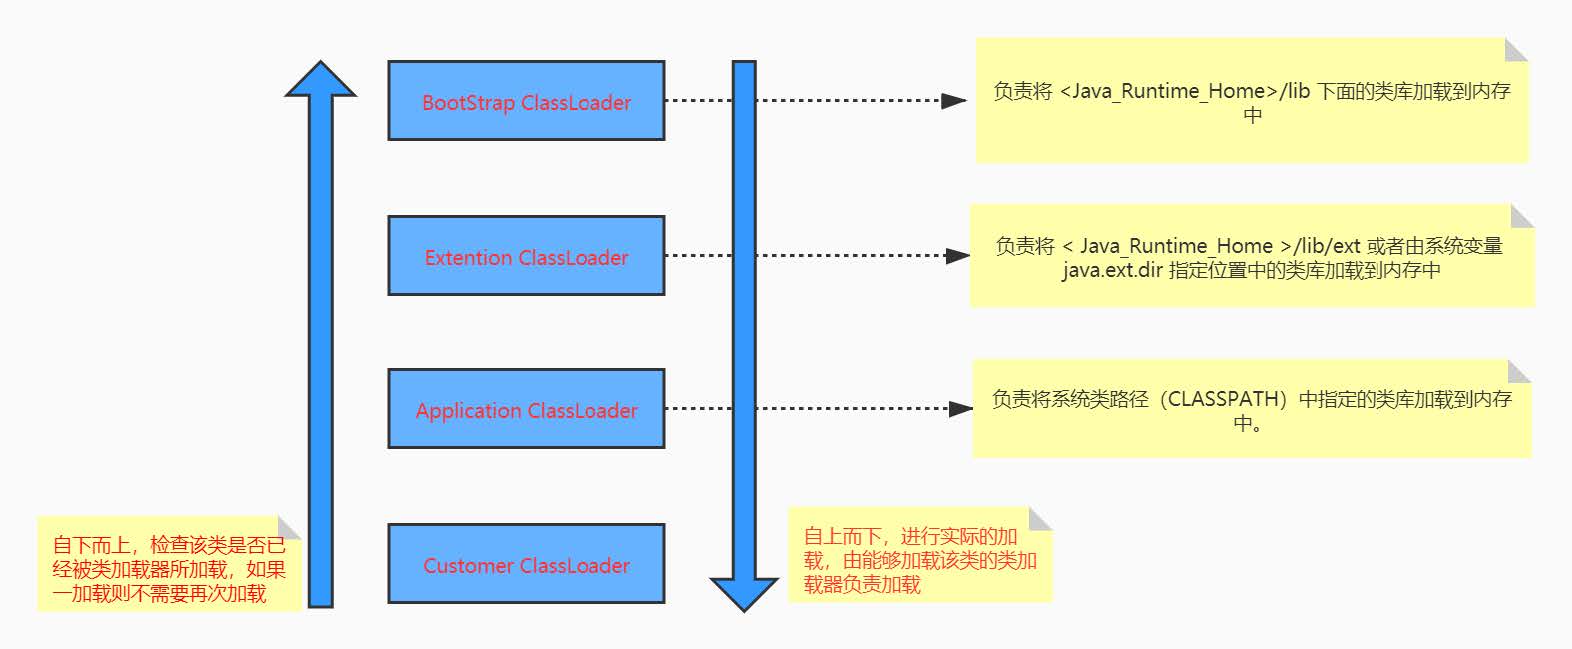 BootStrap ClassLoader
负责将 <Java_Runtime_Home>/lib 下面的类库加载到内存
中
Extention ClassLoader
负责将 < Java_Runtime_Home >/lib/ext 或者由系统变量
java.ext.dir 指定位置中的类库加载到内存中
Application ClassLoader
负责将系统类路径（CLASSPATH）中指定的类库加载到内存
中。
自下而上，检查该类是否已
经被类加载器所加载，如果
一加载则不需要再次加载
Customer ClassLoader
自上而下，进行实际的加
载，由能够加载该类的类加
载器负责加载